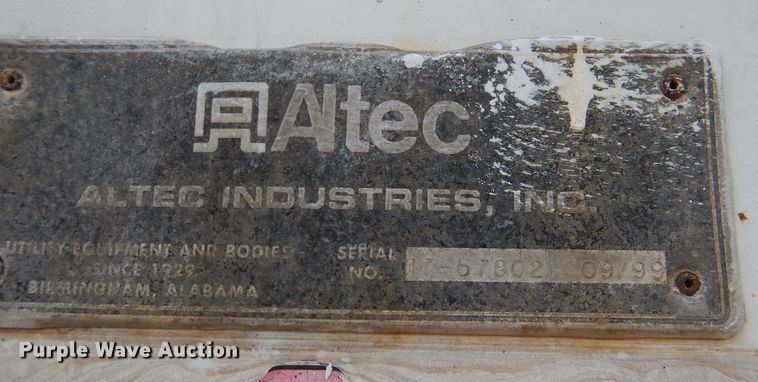 Altec
ALTEC INDUSTRIES, INC.
UTILITY EQUIPMENT AND BODIES
SINCE 1929
BIRMINGHAM, ALABAMA
SERIAL
NO. 17-67802 09/99
Purple Wave Auction